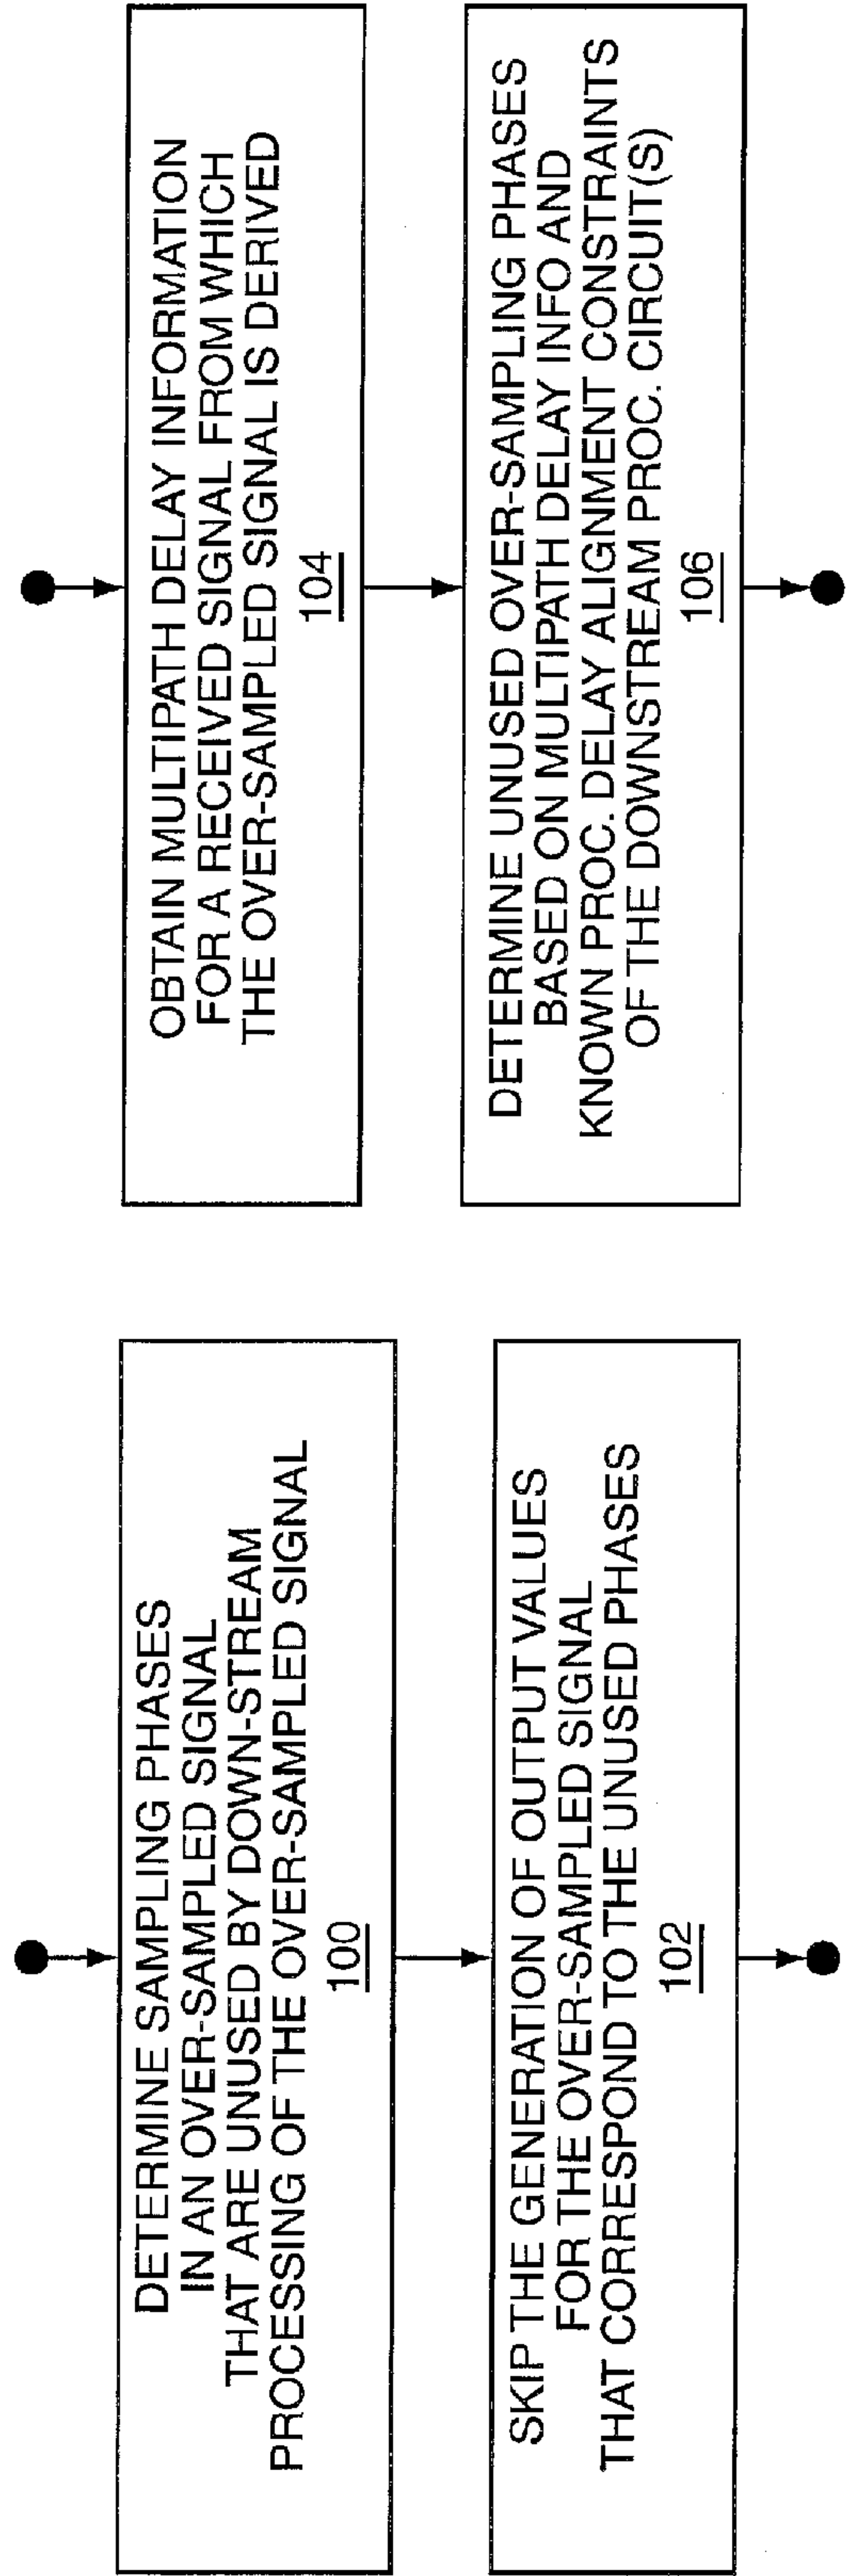 DETERMINE SAMPLING PHASES
IN AN OVER-SAMPLED SIGNAL
THAT ARE UNUSED BY DOWN-STREAM
PROCESSING OF THE OVER-SAMPLED SIGNAL
100
SKIP THE GENERATION OF OUTPUT VALUES
FOR THE OVER-SAMPLED SIGNAL
THAT CORRESPOND TO THE UNUSED PHASES
102
OBTAIN MULTIPATH DELAY INFORMATION
FOR A RECEIVED SIGNAL FROM WHICH
THE OVER-SAMPLED SIGNAL IS DERIVED
104
DETERMINE UNUSED OVER-SAMPLING PHASES
BASED ON MULTIPATH DELAY INFO AND
KNOWN PROC. DELAY ALIGNMENT CONSTRAINTS
OF THE DOWNSTREAM PROC. CIRCUIT(S)
106